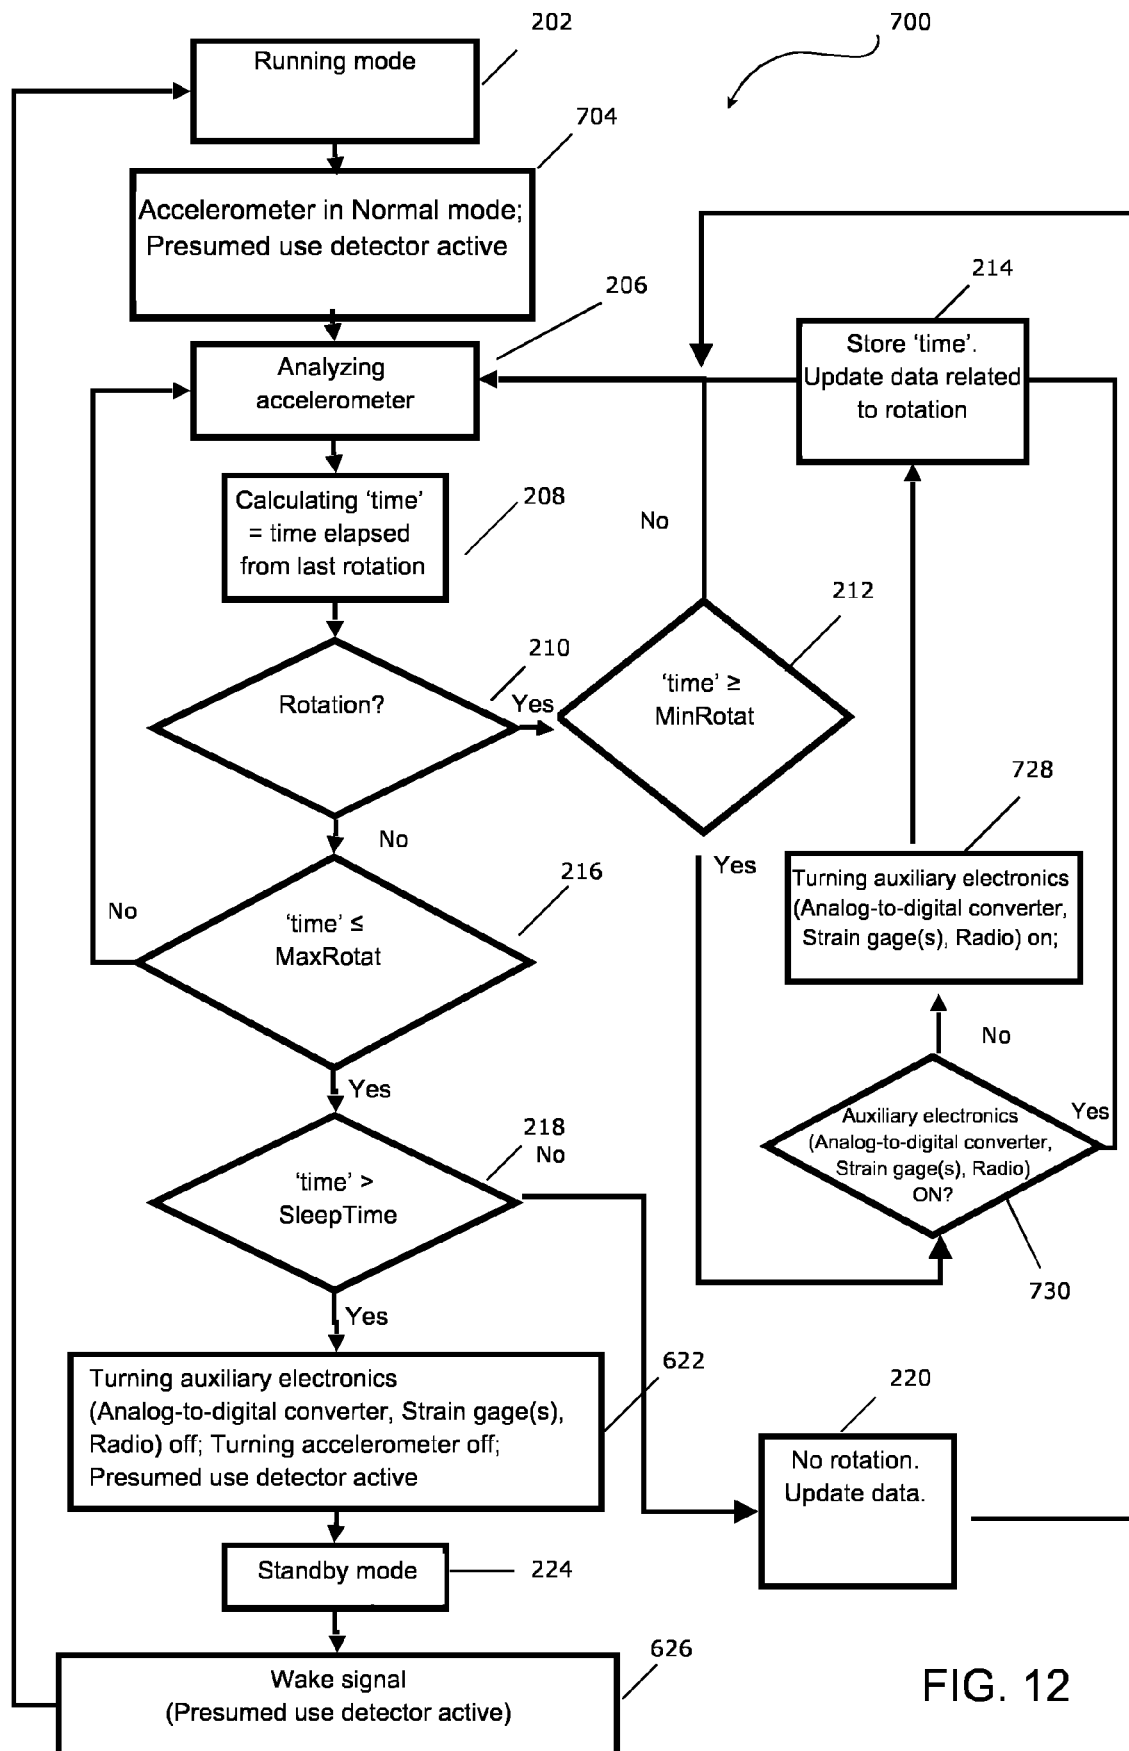 202
700
Running mode
704
Accelerometer in Normal mode;
Presumed use detector active
206
214
Analyzing
accelerometer
Store ‘time’.
Update data related
to rotation
Calculating ‘time’
= time elapsed
from last rotation
208
No
212
210
Rotation?
Yes
‘time’ ≥
MinRotat
728
No
Yes
216
Turning auxiliary electronics
(Analog-to-digital converter,
Strain gage(s), Radio) on;
No
‘time’ ≤
MaxRotat
No
Yes
Auxiliary electronics
(Analog-to-digital converter,
Strain gage(s), Radio)
ON?
Yes
218
No
‘time’ >
SleepTime
730
Yes
622
Turning auxiliary electronics
(Analog-to-digital converter, Strain gage(s),
Radio) off; Turning accelerometer off;
Presumed use detector active
220
No rotation.
Update data.
Standby mode
224
626
Wake signal
(Presumed use detector active)
FIG. 12